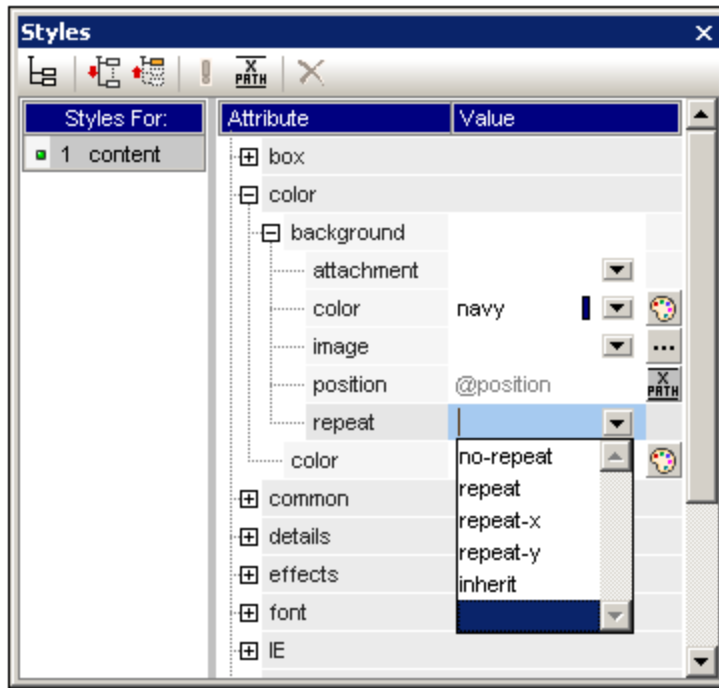 Styles
X
PATH
Styles For:
Attribute
Value
1 content
box
color
background
attachment
color
navy
image
...
position
@position
X
PATH
repeat
color
no-repeat
repeat
repeat-x
repeat-y
inherit
common
details
effects
font
IE